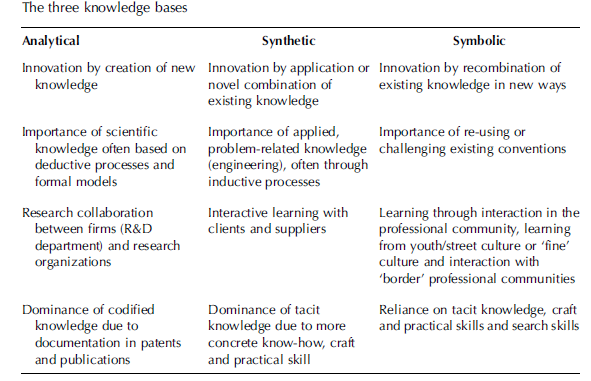 The three knowledge bases
Analytical Synthetic Symbolic
Innovation by creation of new knowledge
Innovation by application or novel combination of existing knowledge
Innovation by recombination of existing knowledge in new ways
Importance of scientific knowledge often based on deductive processes and formal models
Importance of applied, problem-related knowledge (engineering), often through inductive processes
Importance of re-using or challenging existing conventions
Research collaboration between firms (R&D department) and research organizations
Interactive learning with clients and suppliers
Learning through interaction in the professional community, learning from youth/street culture or ‘fine’ culture and interaction with ‘border’ professional communities
Dominance of codified knowledge due to documentation in patents and publications
Dominance of tacit knowledge due to more concrete know-how, craft and practical skill
Reliance on tacit knowledge, craft and practical skills and search skills